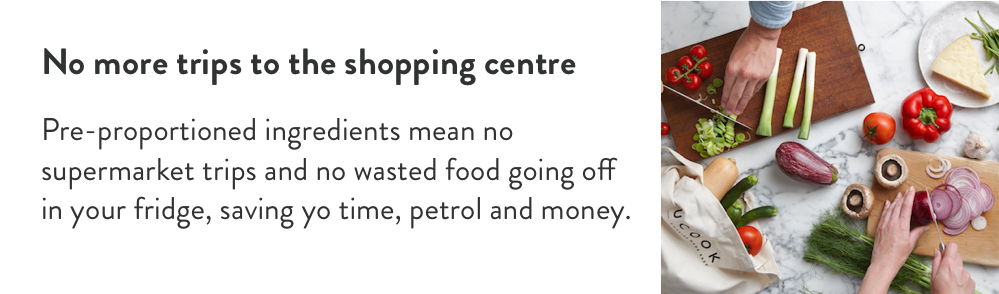 No more trips to the shopping centre
Pre-proportioned ingredients mean no
supermarket trips and no wasted food going off
in your fridge, saving yo time, petrol and money.
UCOOK